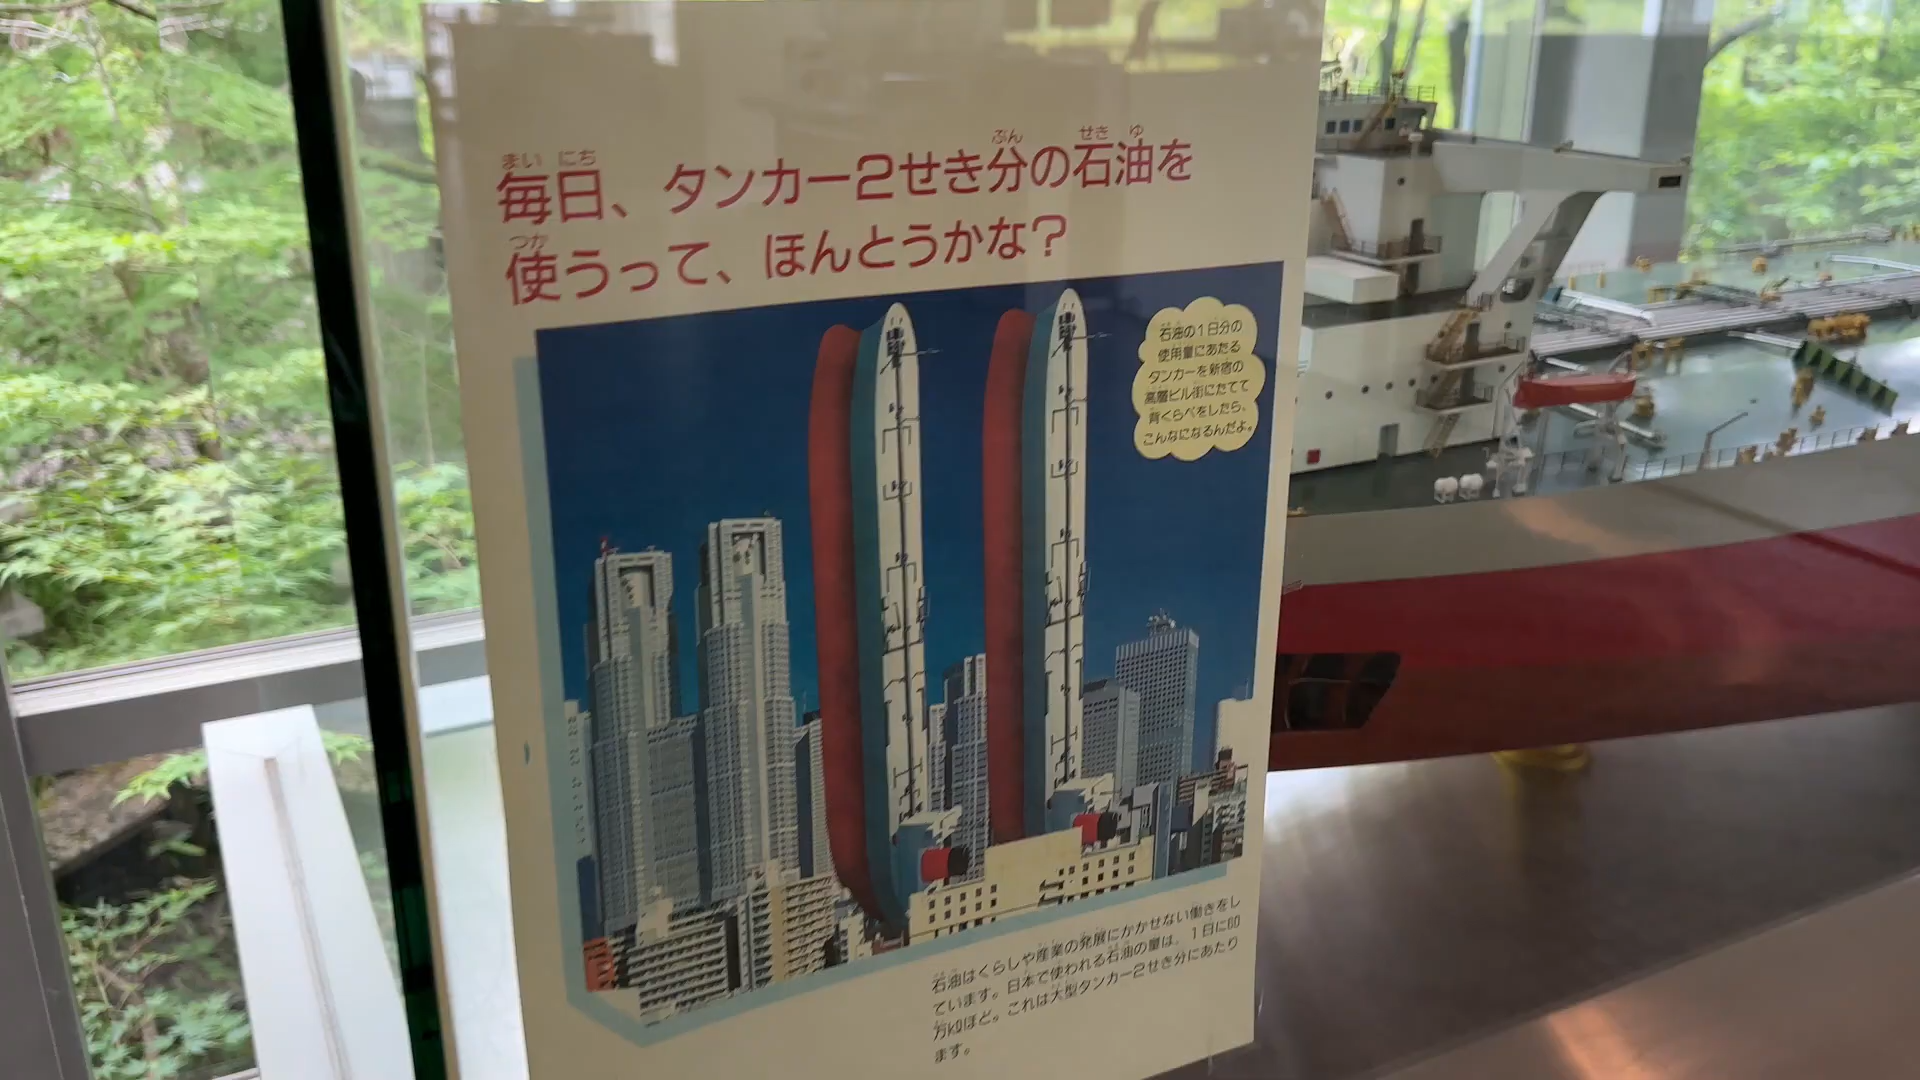 毎日、タンカー2せき分の石油を
使うって、ほんとうかな?
石油の1日分の
使用量にあたる
タンカーを新宿の
高層ビル街にたてて
背くらべをしたら、
こんなになるんだよ。
石油はくらしや産業の発展にかかせない働きをし
ています。日本で使われる石油の量は、1日に60
万klほど。これは大型タンカー2せき分にあたり
ます。